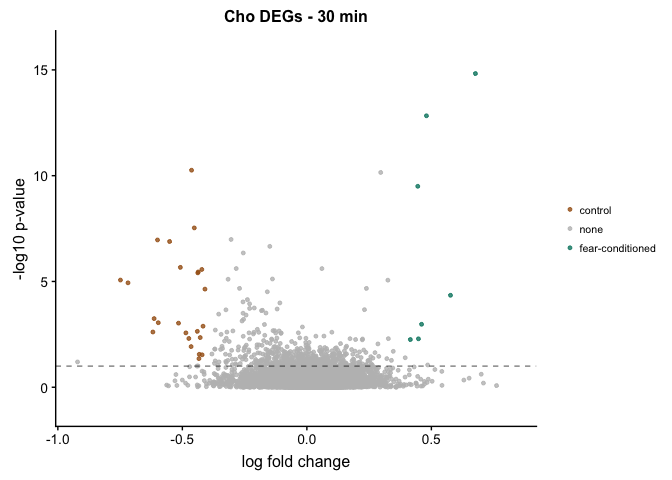 Cho DEGs - 30 min
-log10 p-value
15
10
5
0
-1.0
-0.5
0.0
0.5
log fold change
control
none
fear-conditioned